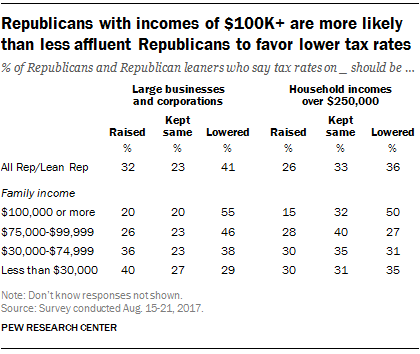 Republicans with incomes of $100K+ are more likely
than less affluent Republicans to favor lower tax rates
% of Republicans and Republican leaners who say tax rates on _ should be ...
Large businesses and corporations Household incomes over $250,000
Raised Kept same Lowered Raised Kept same Lowered
% % % % % %
All Rep/Lean Rep 32 23 41 26 33 36
Family income
$100,000 or more 20 20 55 15 32 50
$75,000-$99,999 26 23 46 28 40 27
$30,000-$74,999 36 23 38 30 35 31
Less than $30,000 40 27 29 30 31 35
Note: Don't know responses not shown.
Source: Survey conducted Aug. 15-21, 2017.
PEW RESEARCH CENTER